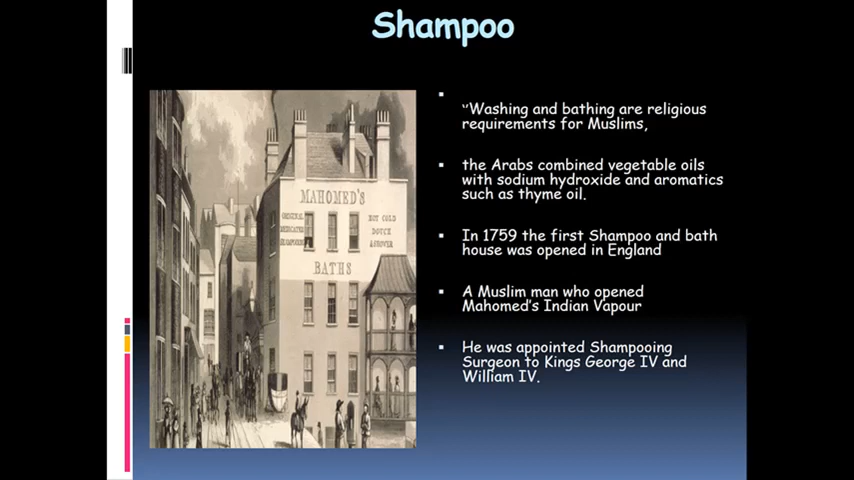 Shampoo
MAHOMED'S
ORIGINAL
MEDICATED
SHAMPOOING
HOT COLD
DOUCH
& SHOWER
BATHS
"Washing and bathing are religious
requirements for Muslims,
the Arabs combined vegetable oils
with sodium hydroxide and aromatics
such as thyme oil.
In 1759 the first Shampoo and bath
house was opened in England
A Muslim man who opened
Mahomed's Indian Vapour
He was appointed Shampooing
Surgeon to Kings George IV and
William IV.